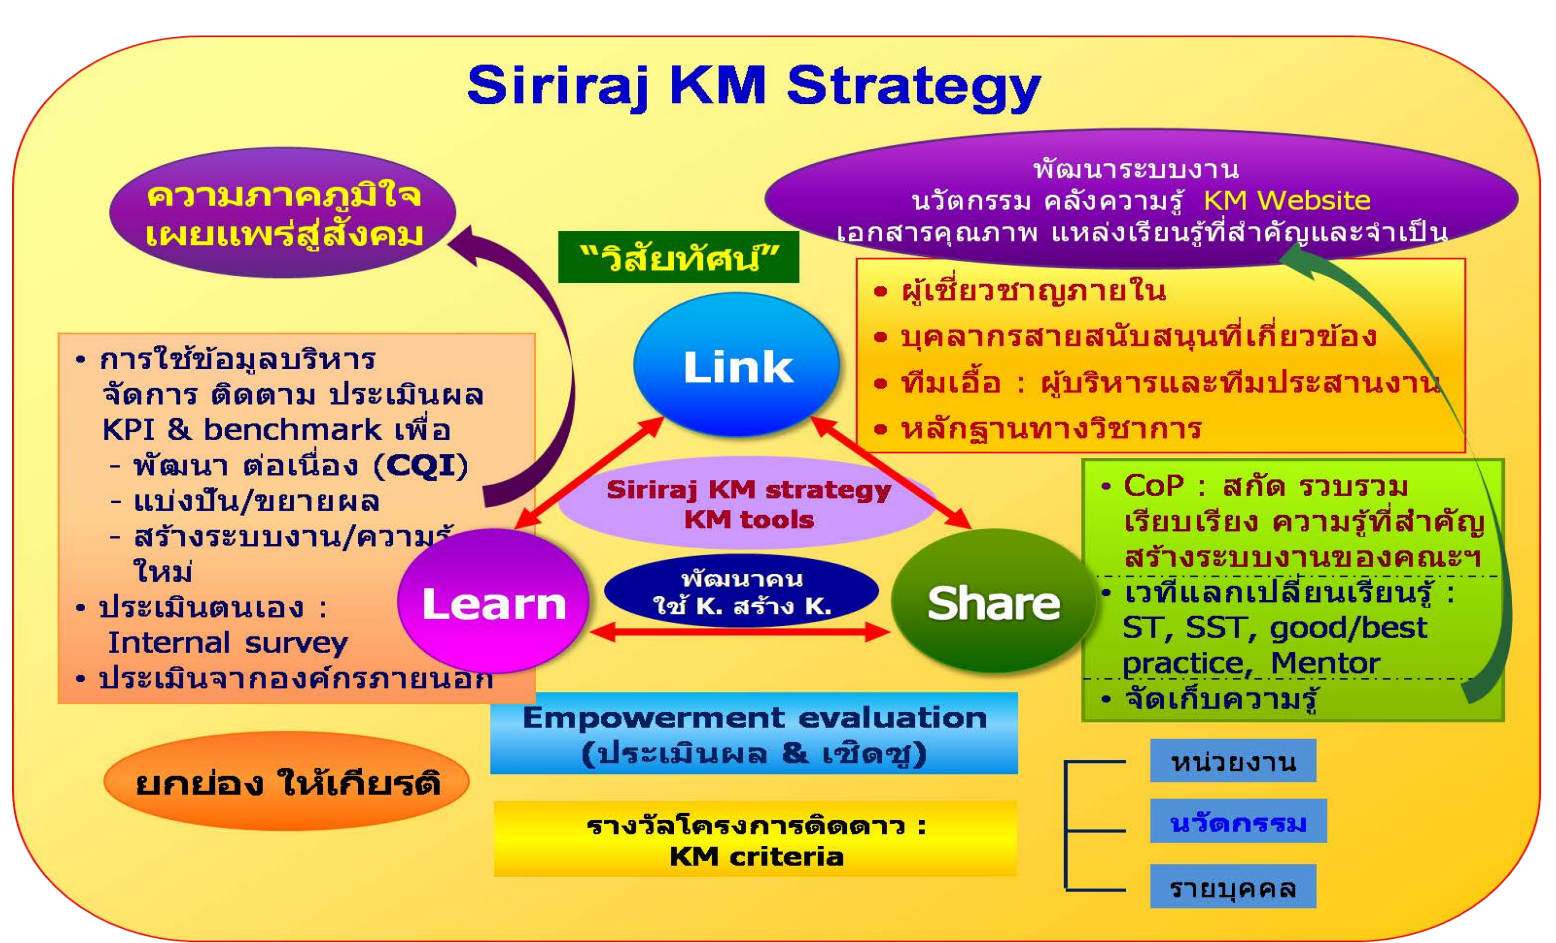 Siriraj KM Strategy
ความภาคภูมิใจ
เผยแพร่สู่สังคม
พัฒนาระบบงาน
นวัตกรรม คลังความรู้ KM Website
เอกสารคุณภาพ แหล่งเรียนรู้ที่สำคัญและจำเป็น
“วิสัยทัศน์”
Link
• ผู้เชี่ยวชาญภายใน
• บุคลากรสายสนับสนุนที่เกี่ยวข้อง
• ทีมเอื้อ : ผู้บริหารและทีมประสานงาน
• หลักฐานทางวิชาการ
• การใช้ข้อมูลบริหาร
จัดการ ติดตาม ประเมินผล
KPI & benchmark เพื่อ
- พัฒนา ต่อเนื่อง (CQI)
- แบ่งปัน/ขยายผล
- สร้างระบบงาน/ความรู้
ใหม่
• ประเมินตนเอง :
Internal survey
• ประเมินจากองค์กรภายนอก
Siriraj KM strategy
KM tools
Learn
พัฒนาคน
ใช้ K. สร้าง K.
Share
• CoP : สกัด รวบรวม
เรียบเรียง ความรู้ที่สำคัญ
สร้างระบบงานของคณะฯ
• เวทีแลกเปลี่ยนเรียนรู้ :
ST, SST, good/best
practice, Mentor
• จัดเก็บความรู้
Empowerment evaluation
(ประเมินผล & เชิดชู)
ยกย่อง ให้เกียรติ
รางวัลโครงการติดดาว :
KM criteria
หน่วยงาน
นวัตกรรม
รายบุคคล